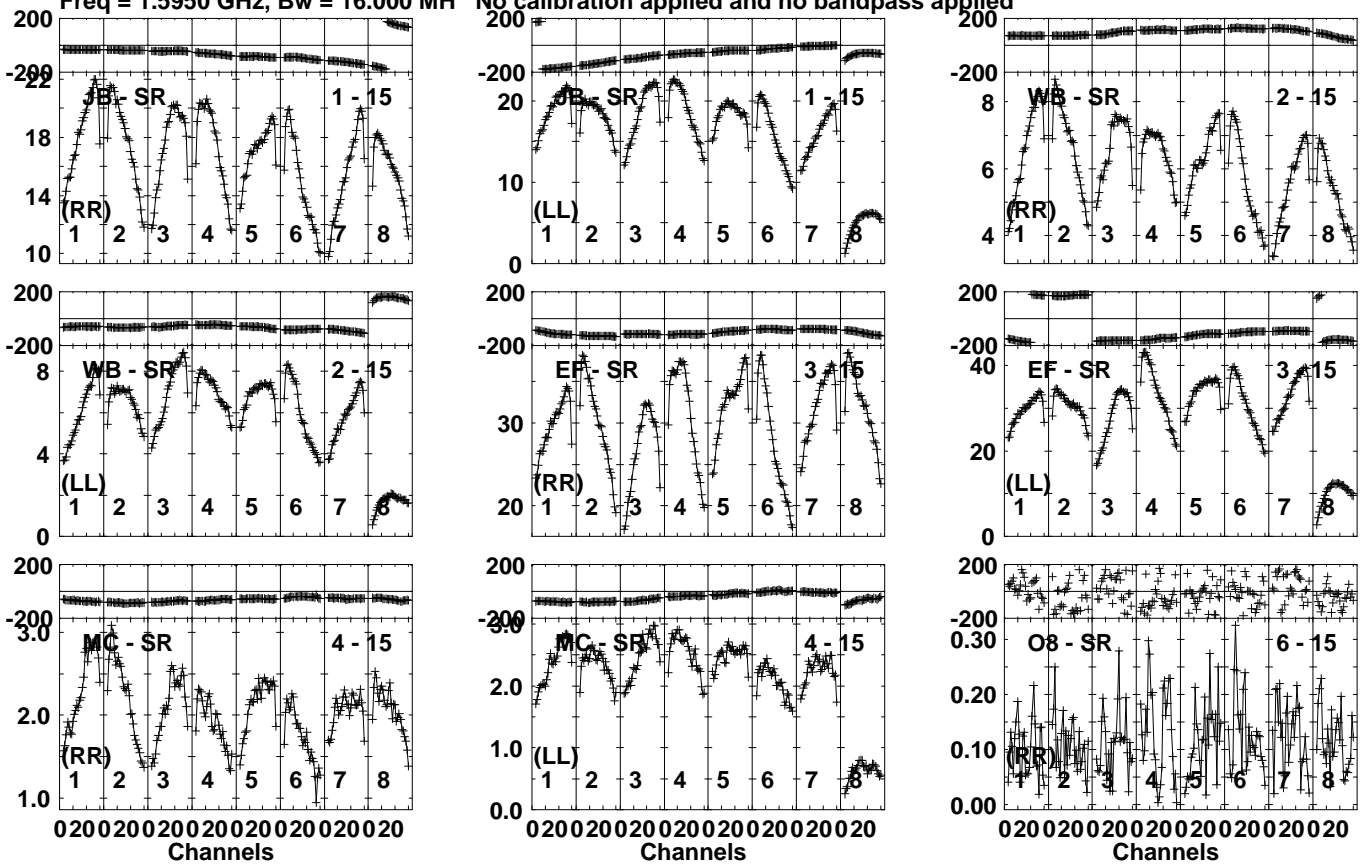 Freq = 1.5950 GHz, Bw = 16.000 MH No calibration applied and no bandpass applied
200
-200
22
18
14
10
JB - SR 1 - 15
(RR)
1 2 3 4 5 6 7 8
200
-200
20
10
0
JB - SR 1 - 15
(LL)
1 2 3 4 5 6 7 8
200
-200
8
6
4
WB - SR 2 - 15
(RR)
1 2 3 4 5 6 7 8
200
-200
8
4
0
WB - SR 2 - 15
(LL)
1 2 3 4 5 6 7 8
200
-200
30
20
EF - SR 3 - 15
(RR)
1 2 3 4 5 6 7 8
200
-200
40
20
0
EF - SR 3 - 15
(LL)
1 2 3 4 5 6 7 8
200
-200
3.0
2.0
1.0
MC - SR 4 - 15
(RR)
1 2 3 4 5 6 7 8
0 20 0 20 0 20 0 20 0 20 0 20 0 20 0 20
Channels
200
-200
3.0
2.0
1.0
0.0
MC - SR 4 - 15
(LL)
1 2 3 4 5 6 7 8
0 20 0 20 0 20 0 20 0 20 0 20 0 20 0 20
Channels
200
-200
0.30
0.20
0.10
0.00
O8 - SR 6 - 15
(RR)
1 2 3 4 5 6 7 8
0 20 0 20 0 20 0 20 0 20 0 20 0 20 0 20
Channels